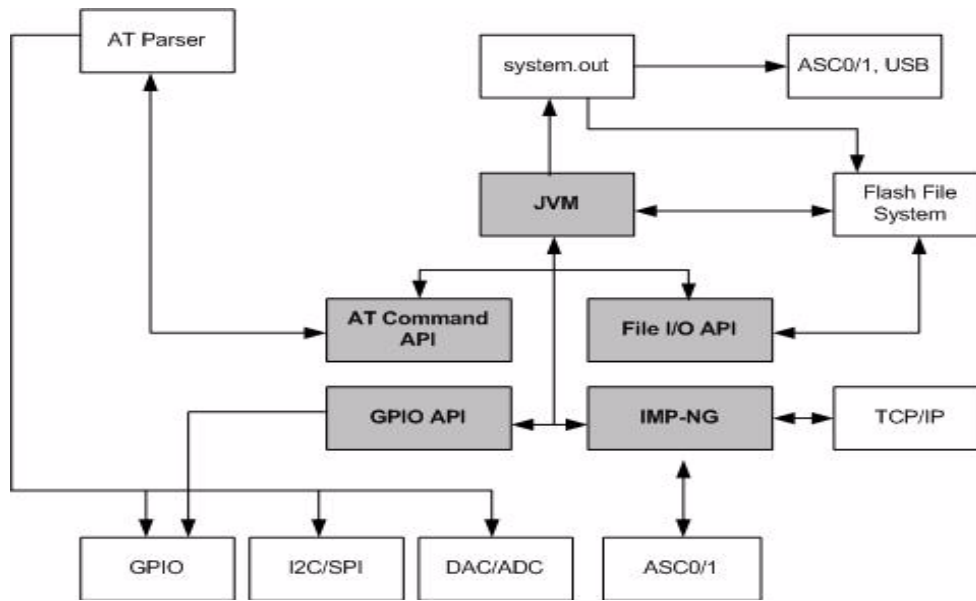 AT Parser
system.out
ASC0/1, USB
JVM
Flash File
System
AT Command
API
File I/O API
GPIO API
IMP-NG
TCP/IP
GPIO
I2C/SPI
DAC/ADC
ASC0/1